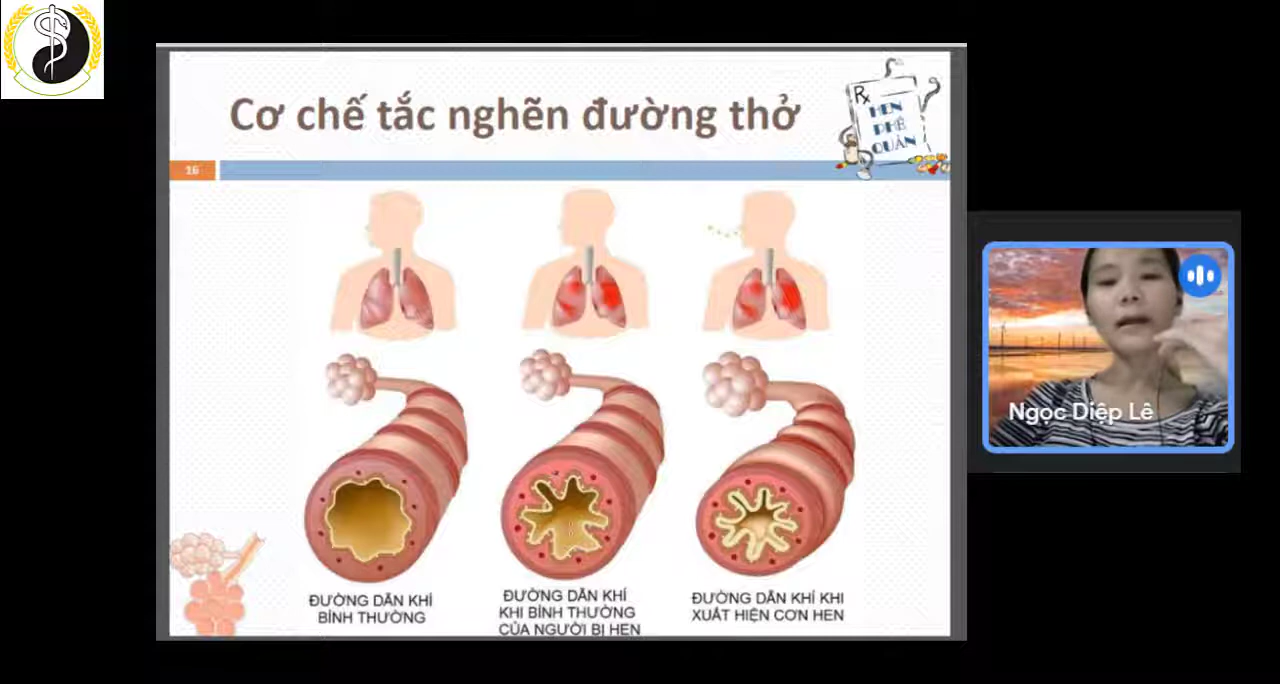 Cơ chế tắc nghẽn đường thở
Rx
HEN
PHẾ
QUẢN
16
Ngọc Diệp Lê
ĐƯỜNG DẪN KHÍ
BÌNH THƯỜNG
ĐƯỜNG DẪN KHÍ
KHI BÌNH THƯỜNG
CỦA NGƯỜI BỊ HEN
ĐƯỜNG DẪN KHÍ KHI
XUẤT HIỆN CƠN HEN